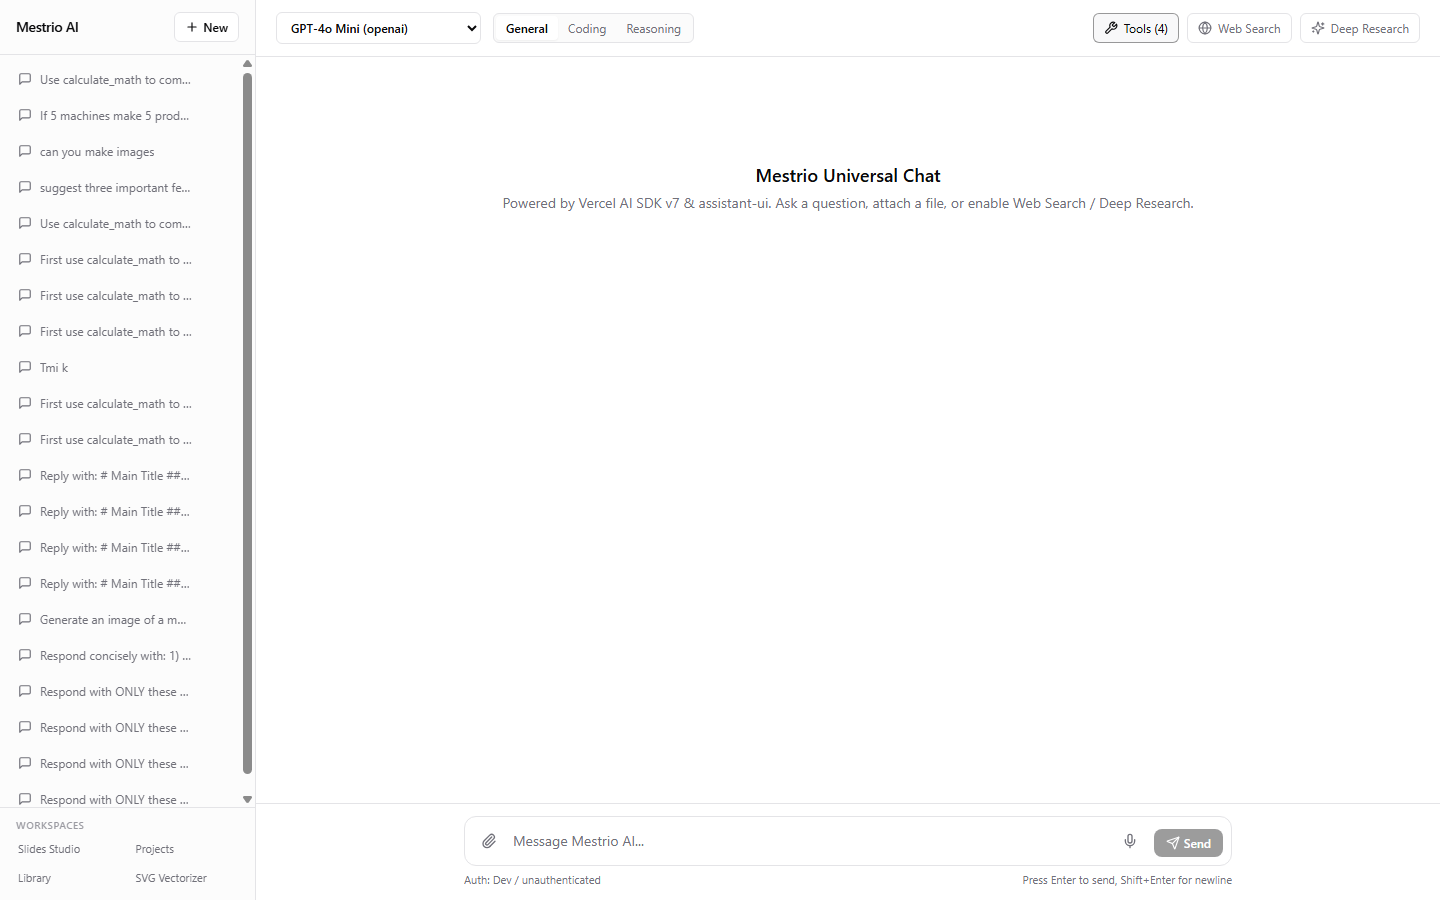 Mestrio AI
New
Use calculate_math to com...
If 5 machines make 5 prod...
can you make images
suggest three important fe...
Use calculate_math to com...
First use calculate_math to ...
First use calculate_math to ...
First use calculate_math to ...
Tmi k
First use calculate_math to ...
First use calculate_math to ...
Reply with: # Main Title ##...
Reply with: # Main Title ##...
Reply with: # Main Title ##...
Reply with: # Main Title ##...
Generate an image of a m...
Respond concisely with: 1) ...
Respond with ONLY these ...
Respond with ONLY these ...
Respond with ONLY these ...
Respond with ONLY these ...
WORKSPACES
Slides Studio Projects
Library SVG Vectorizer
GPT-4o Mini (openai) General Coding Reasoning Tools (4) Web Search Deep Research
Mestrio Universal Chat
Powered by Vercel AI SDK v7 & assistant-ui. Ask a question, attach a file, or enable Web Search / Deep Research.
Message Mestrio AI... Send
Auth: Dev / unauthenticated Press Enter to send, Shift+Enter for newline